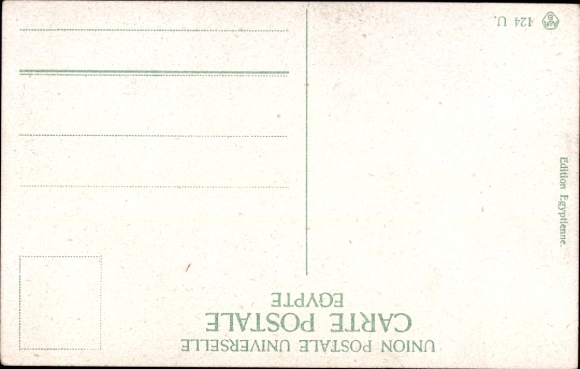 UNION POSTALE UNIVERSELLE
CARTE POSTALE
EGYPTE
Edition Egyptienne.
124 U.